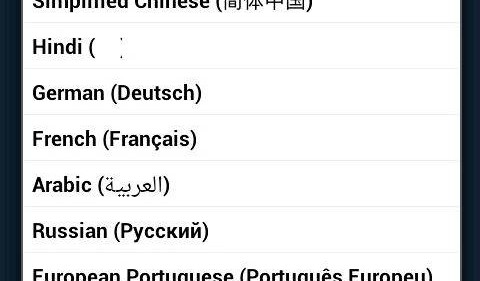 Simplified Chinese (简体中国)
Hindi (    )
German (Deutsch)
French (Français)
Arabic (العربية)
Russian (Русский)
European Portuguese (Português Europeu)